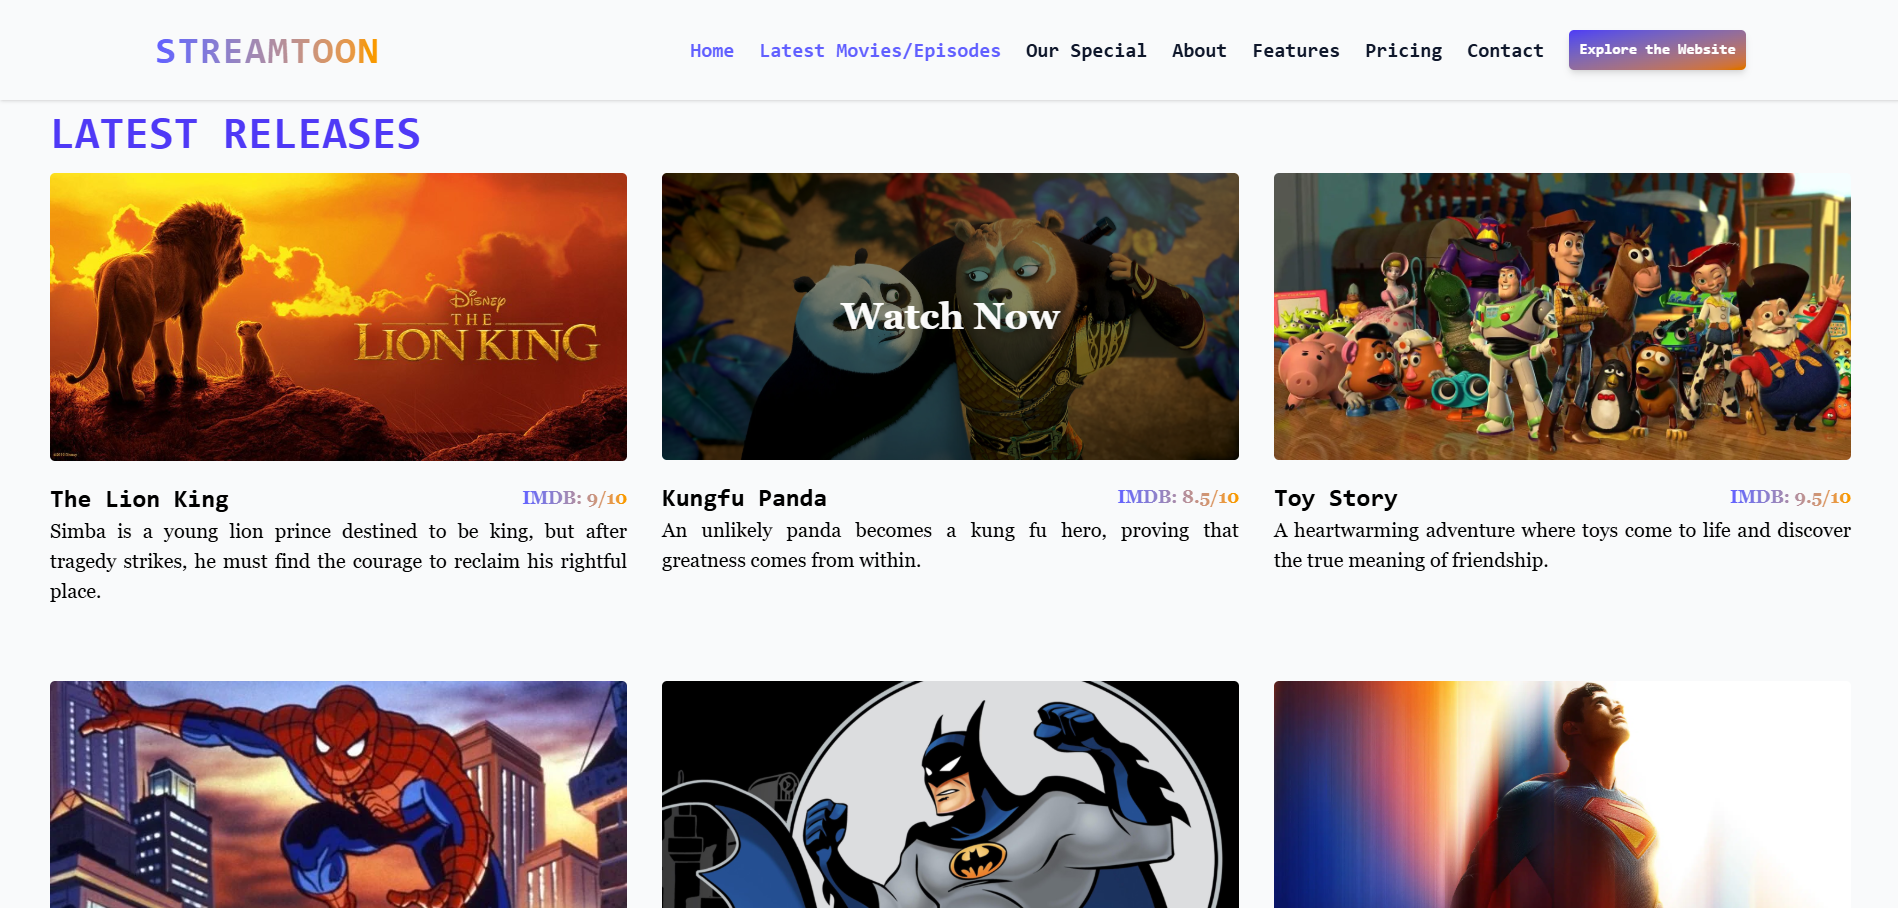 STREAMTOON
Home Latest Movies/Episodes Our Special About Features Pricing Contact Explore the Website
LATEST RELEASES
DISNEY
THE
LION KING
Watch Now
The Lion King IMDB: 9/10
Simba is a young lion prince destined to be king, but after
tragedy strikes, he must find the courage to reclaim his rightful
place.
Kungfu Panda IMDB: 8.5/10
An unlikely panda becomes a kung fu hero, proving that
greatness comes from within.
Toy Story IMDB: 9.5/10
A heartwarming adventure where toys come to life and discover
the true meaning of friendship.